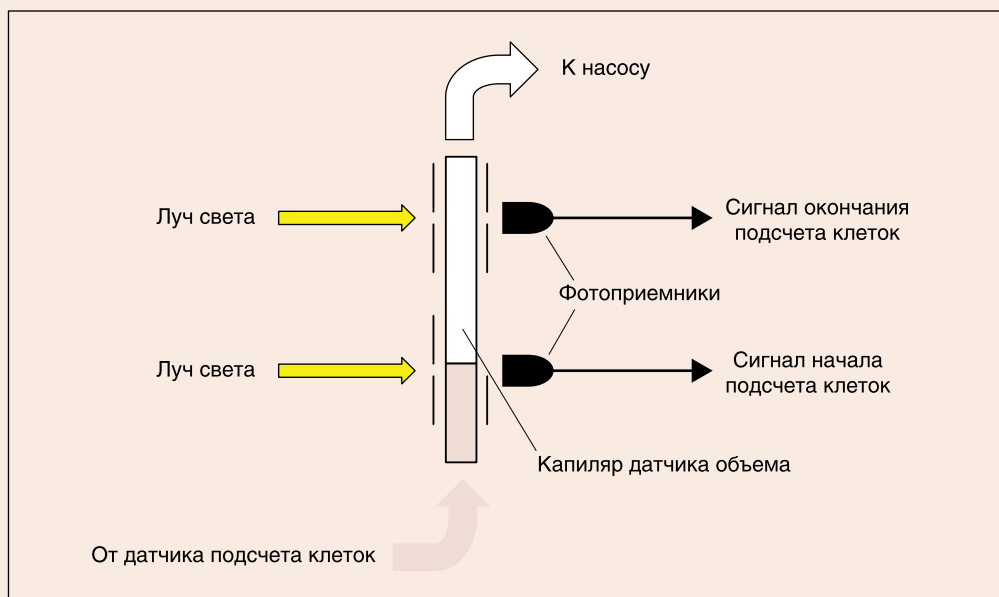 К насосу
Луч света
Сигнал окончания
подсчета клеток
Фотоприемники
Луч света
Сигнал начала
подсчета клеток
Капиляр датчика объема
От датчика подсчета клеток